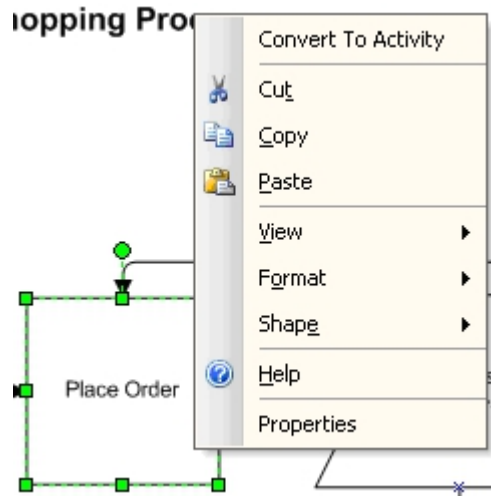 Convert To Activity
Cut
Copy
Paste
View
Format
Shape
Help
Properties
Place Order